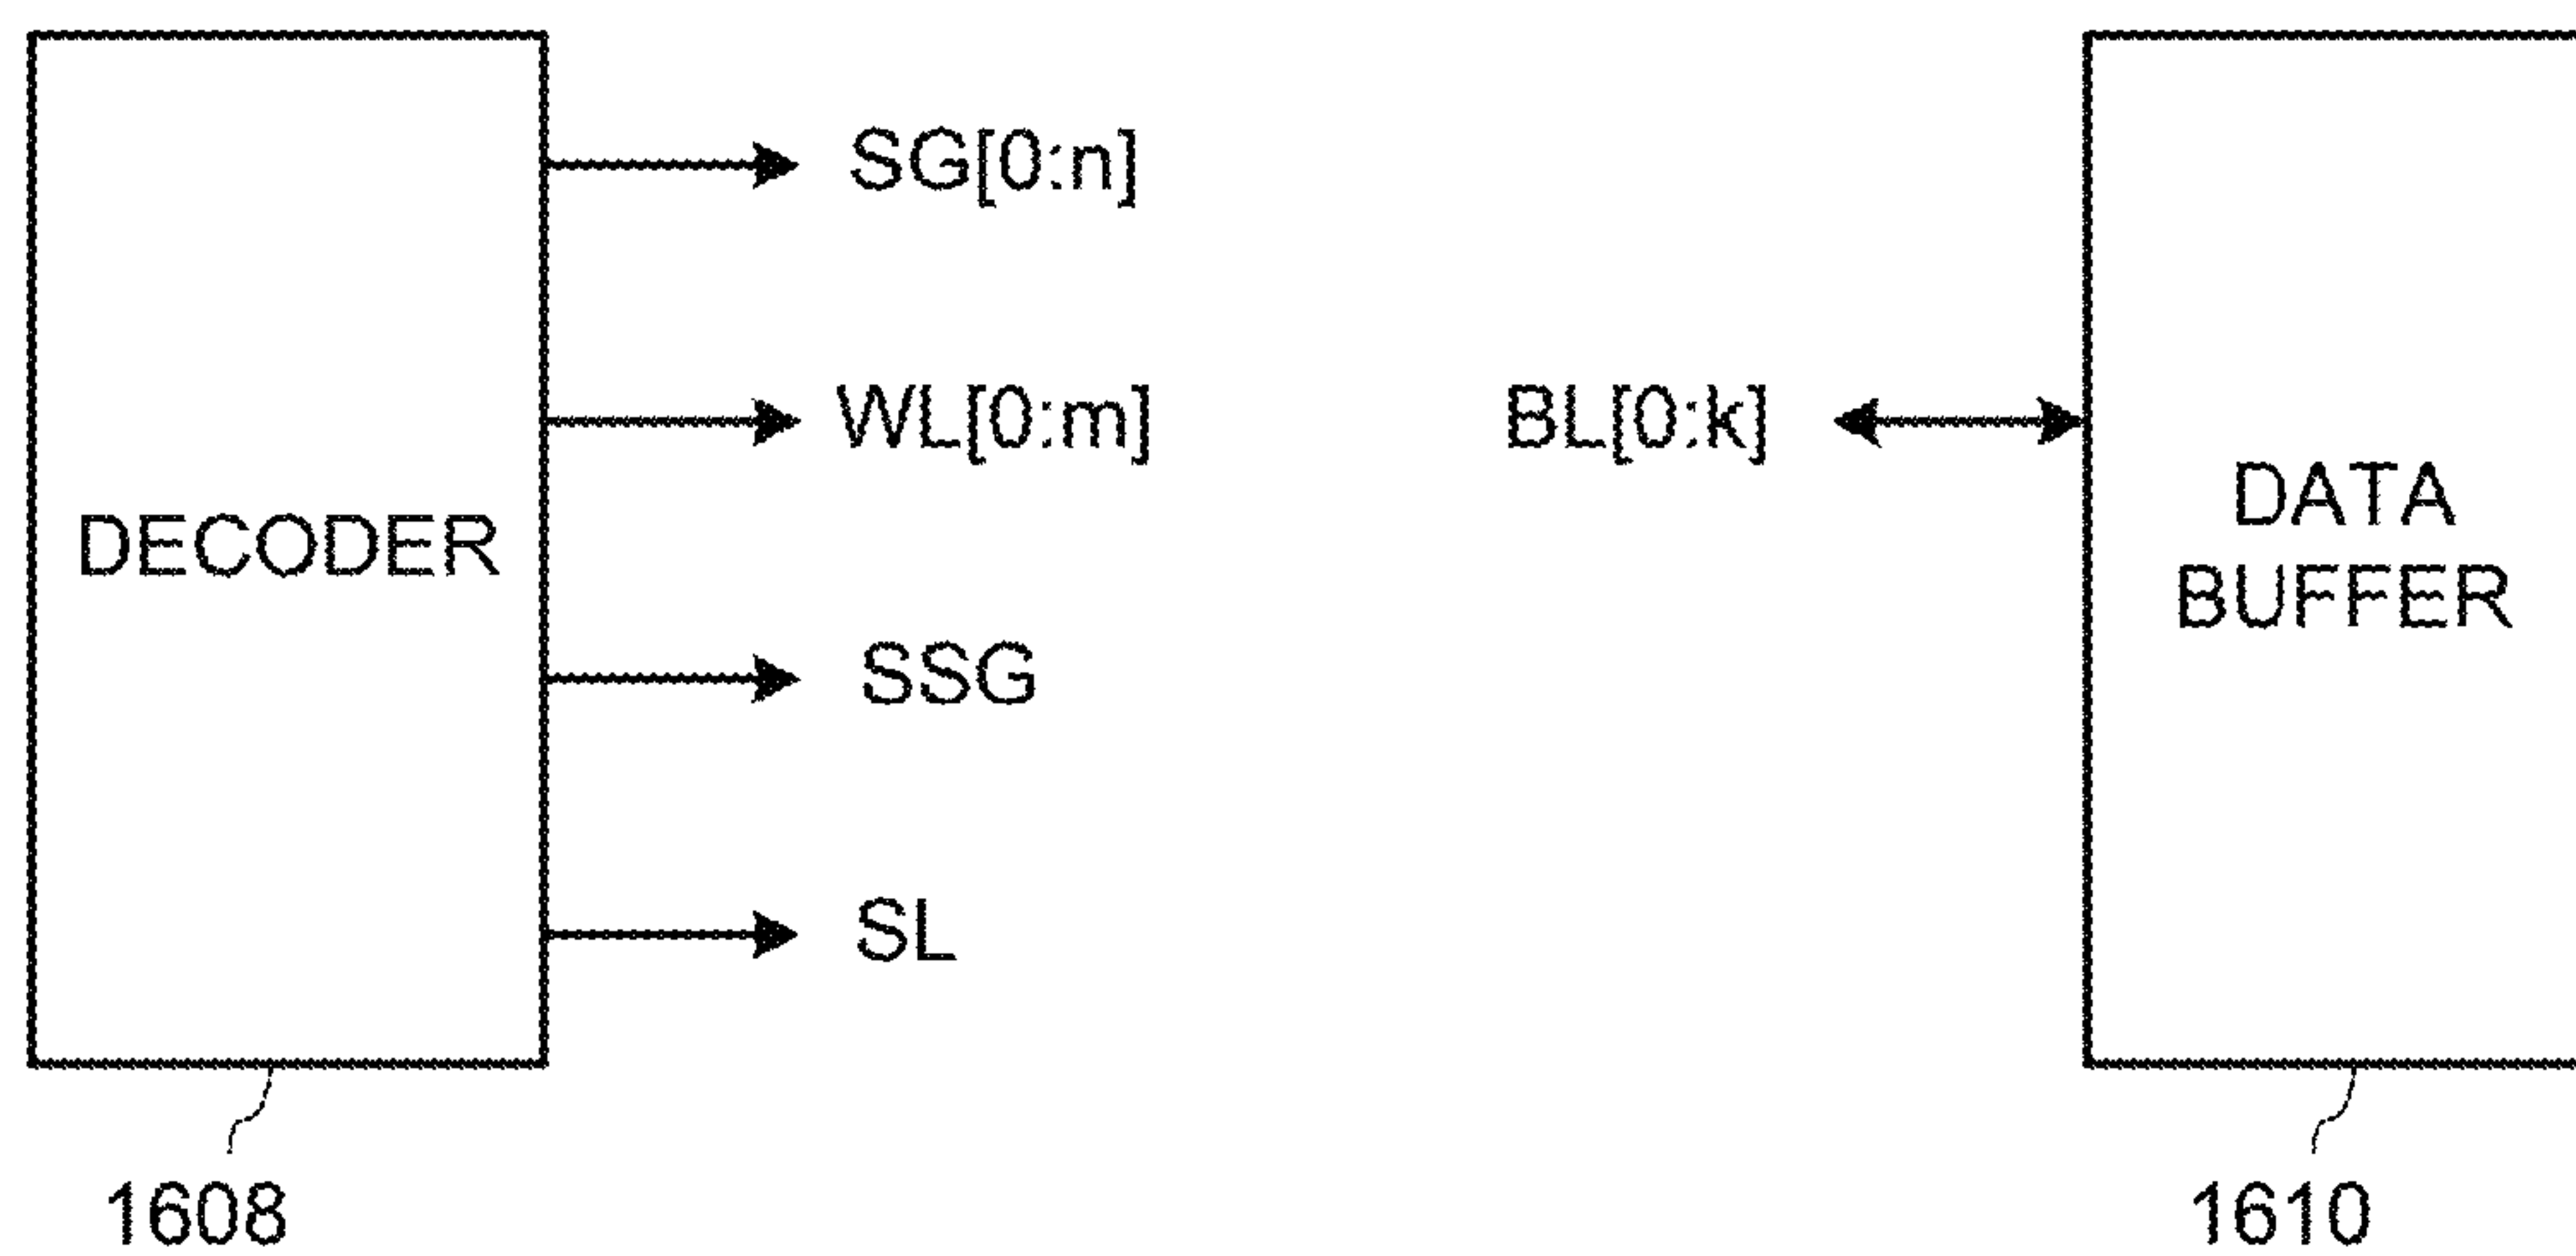 SG[0:n]
WL[0:m]
DECODER
SSG
SL
1608
BL[0:k]
DATA
BUFFER
1610